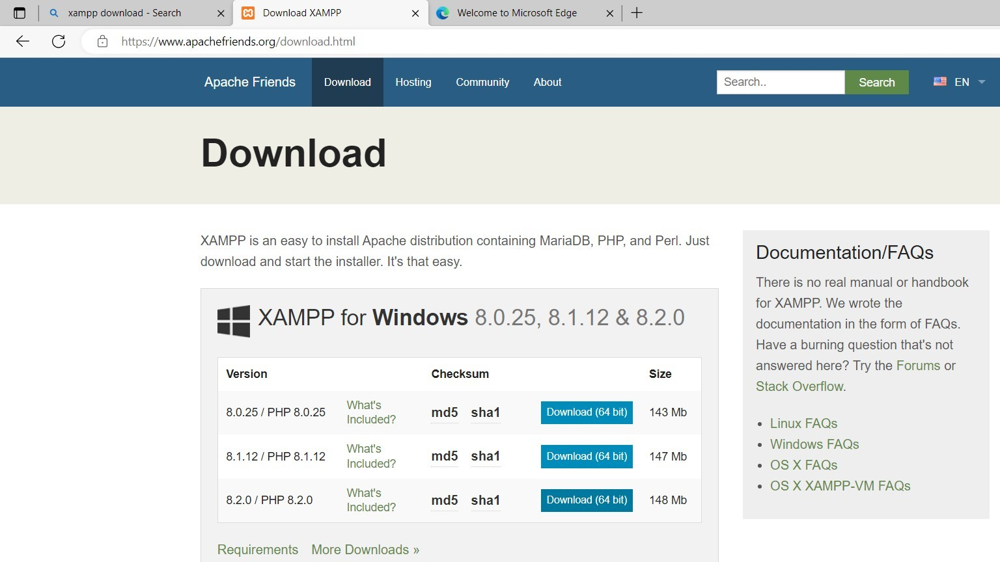 xampp download - Search
Download XAMPP
Welcome to Microsoft Edge
https://www.apachefriends.org/download.html
Apache Friends Download Hosting Community About Search.. Search EN
Download
XAMPP is an easy to install Apache distribution containing MariaDB, PHP, and Perl. Just
download and start the installer. It's that easy.
XAMPP for Windows 8.0.25, 8.1.12 & 8.2.0
Version Checksum Size
8.0.25 / PHP 8.0.25 What's Included? md5 sha1 Download (64 bit) 143 Mb
8.1.12 / PHP 8.1.12 What's Included? md5 sha1 Download (64 bit) 147 Mb
8.2.0 / PHP 8.2.0 What's Included? md5 sha1 Download (64 bit) 148 Mb
Requirements More Downloads »
Documentation/FAQs
There is no real manual or handbook
for XAMPP. We wrote the
documentation in the form of FAQs.
Have a burning question that's not
answered here? Try the Forums or
Stack Overflow.
• Linux FAQs
• Windows FAQs
• OS X FAQs
• OS X XAMPP-VM FAQs